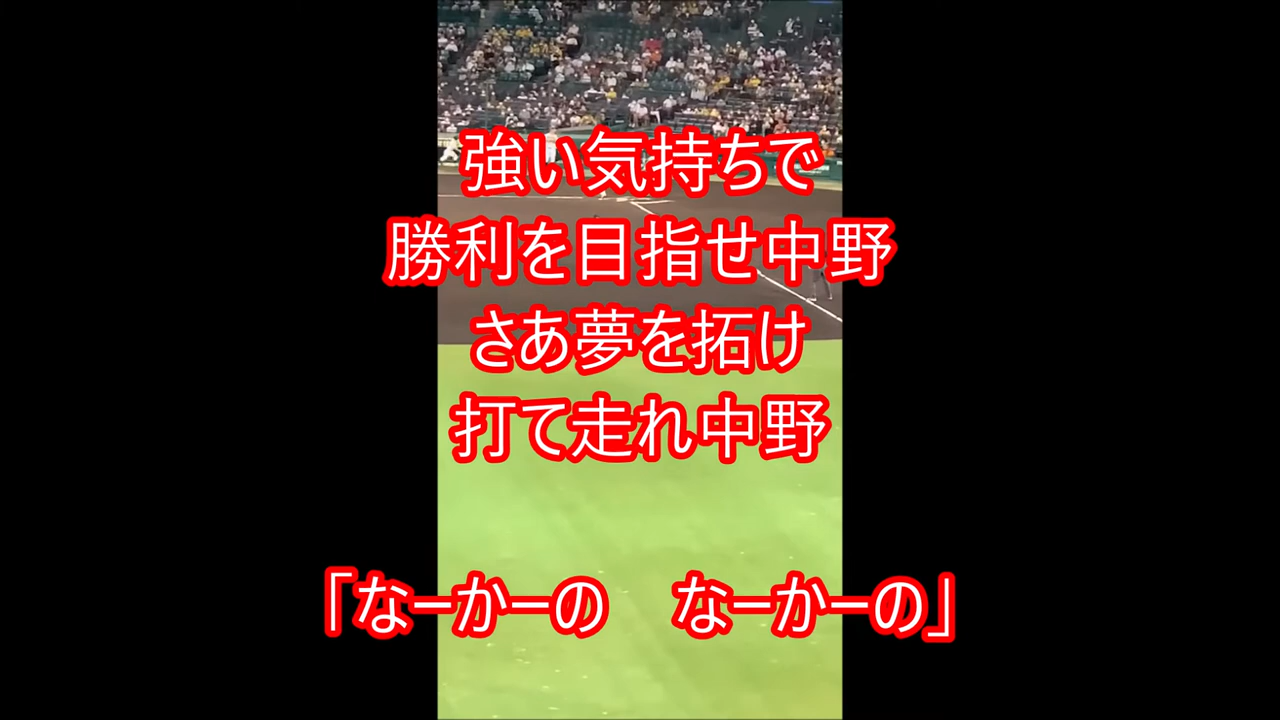 強い気持ちで
勝利を目指せ中野
さあ夢を拓け
打て走れ中野
「なーかーの　なーかーの」